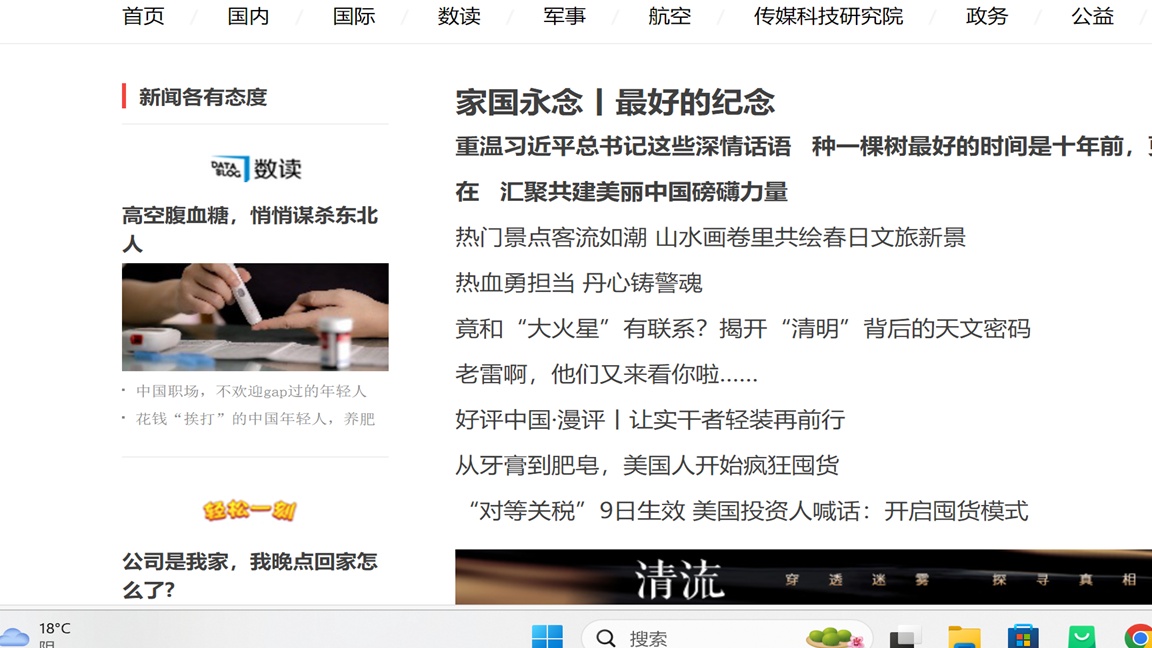 首页 / 国内 / 国际 / 数读 / 军事 / 航空 / 传媒科技研究院 / 政务 / 公益 /
新闻各有态度
DATA BLOG 数读
高空腹血糖，悄悄谋杀东北
人
· 中国职场，不欢迎gap过的年轻人
· 花钱“挨打”的中国年轻人，养肥
轻松一刻
公司是我家，我晚点回家怎
么了？
家国永念丨最好的纪念
重温习近平总书记这些深情话语 种一棵树最好的时间是十年前，
在 汇聚共建美丽中国磅礴力量
热门景点客流如潮 山水画卷里共绘春日文旅新景
热血勇担当 丹心铸警魂
竟和“大火星”有联系？揭开“清明”背后的天文密码
老雷啊，他们又来看你啦......
好评中国·漫评丨让实干者轻装再前行
从牙膏到肥皂，美国人开始疯狂囤货
“对等关税”9日生效 美国投资人喊话：开启囤货模式
清流 穿透迷雾 探寻真相
18°C
阴
搜索